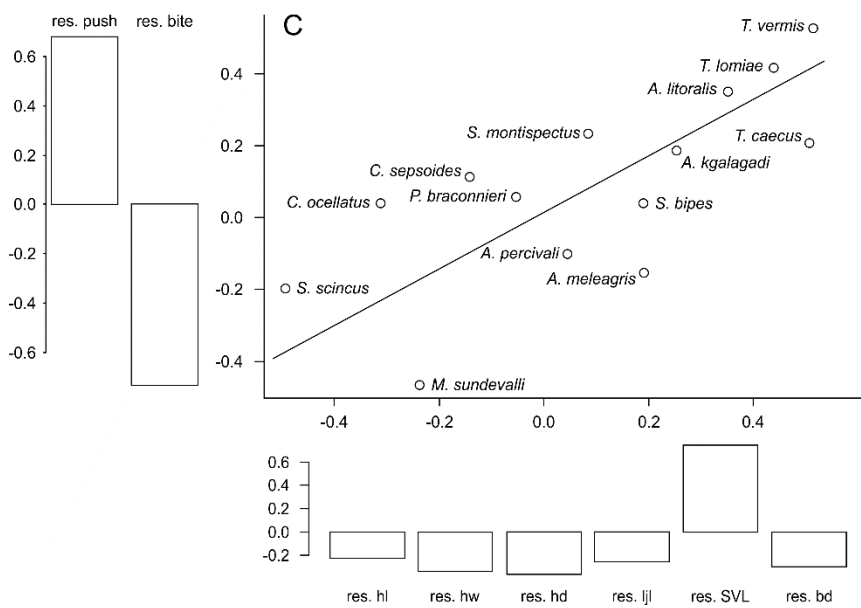 res. push res. bite
C
0.6
0.4
0.2
0.0
-0.2
-0.4
-0.6
0.4
0.2
0.0
-0.2
-0.4
T. vermis
T. lomiae
A. litoralis
S. montispectus
T. caecus
A. kgalagadi
C. sepsoides
P. braconnieri
C. ocellatus
S. bipes
A. percivali
A. meleagris
S. scincus
M. sundevalli
-0.4 -0.2 0.0 0.2 0.4
0.6
0.4
0.2
0.0
-0.2
res. hl res. hw res. hd res. ljl res. SVL res. bd